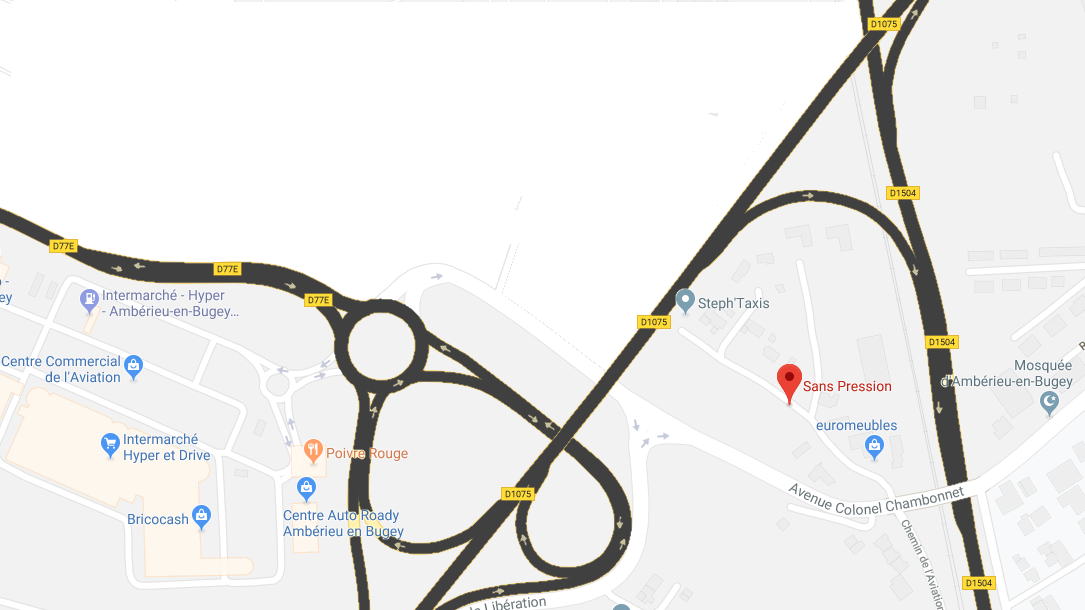 D1075
D1504
D77E
D77E
D77E
Intermarché - Hyper
- Ambérieu-en-Bugey...
Steph'Taxis
D1075
D1504
Centre Commercial
de l'Aviation
Mosquée
d'Ambérieu-en-Bugey
Sans Pression
euromeubles
Intermarché
Hyper et Drive
Poivre Rouge
D1075
Avenue Colonel Chambonnet
Bricocash
Centre Auto Roady
Ambérieu en Bugey
Chemin de l'Aviation
D1504
Libération